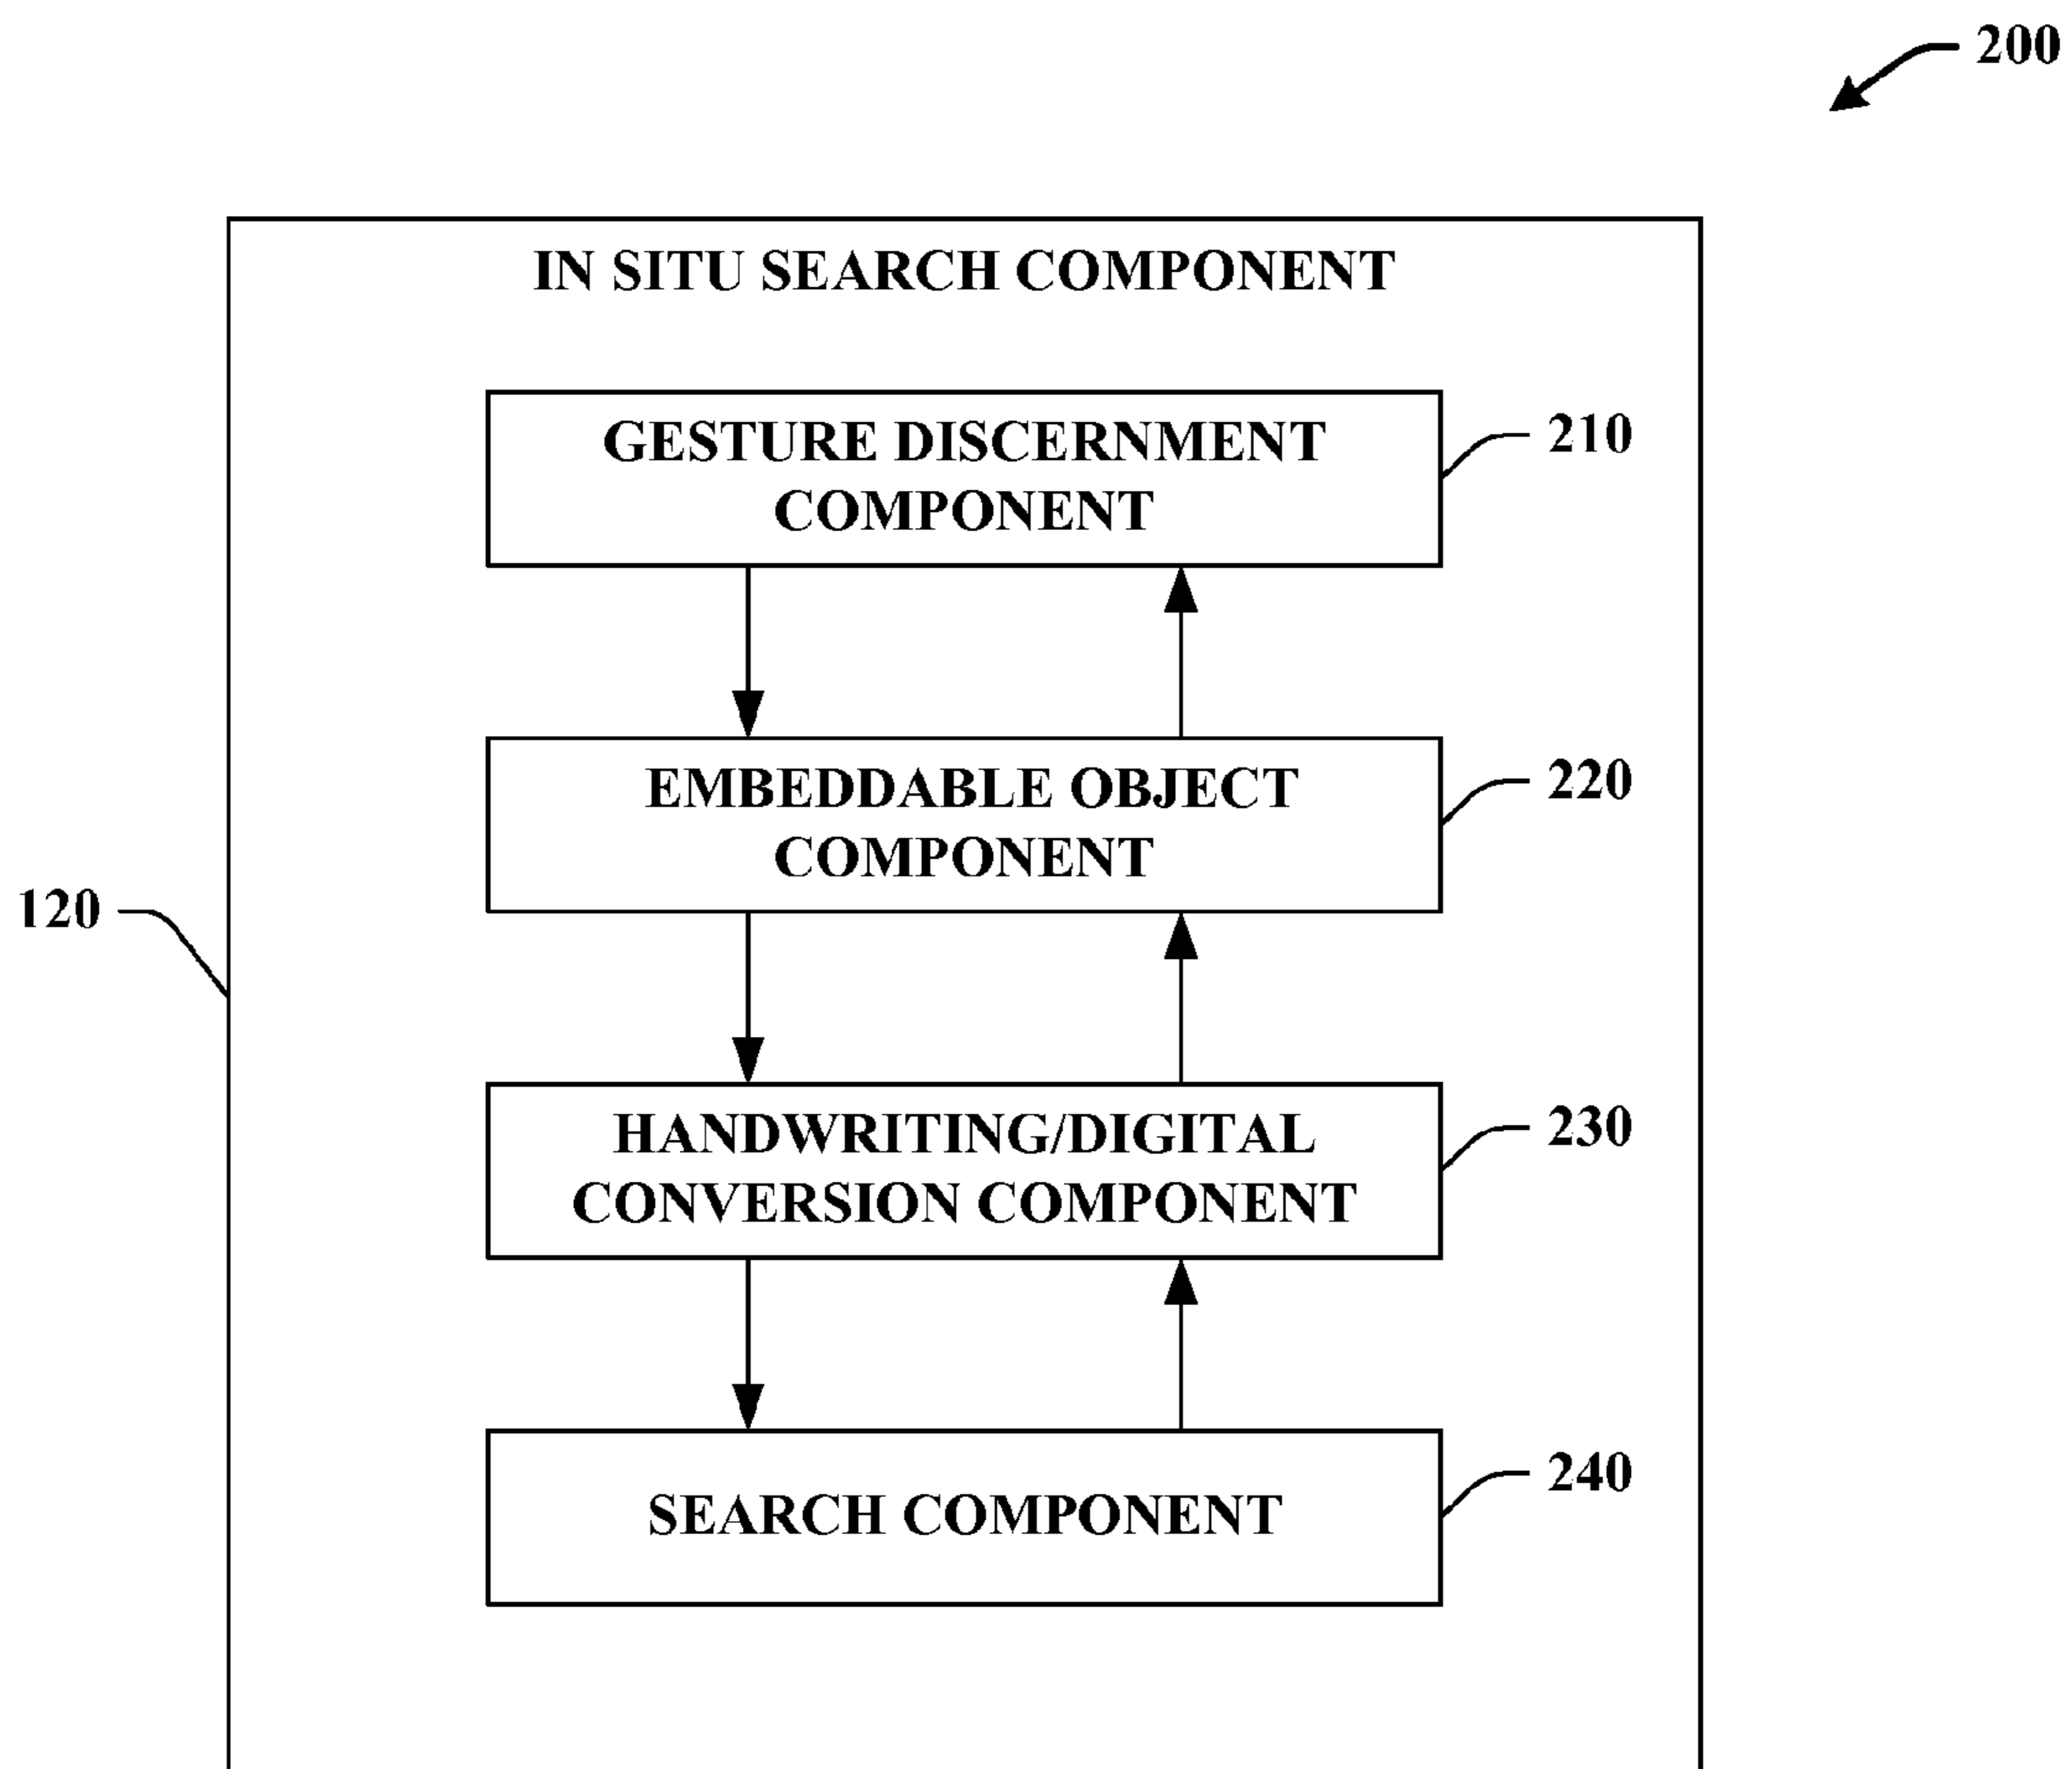 200
IN SITU SEARCH COMPONENT
GESTURE DISCERNMENT
COMPONENT
210
EMBEDDABLE OBJECT
COMPONENT
220
120
HANDWRITING/DIGITAL
CONVERSION COMPONENT
230
SEARCH COMPONENT
240